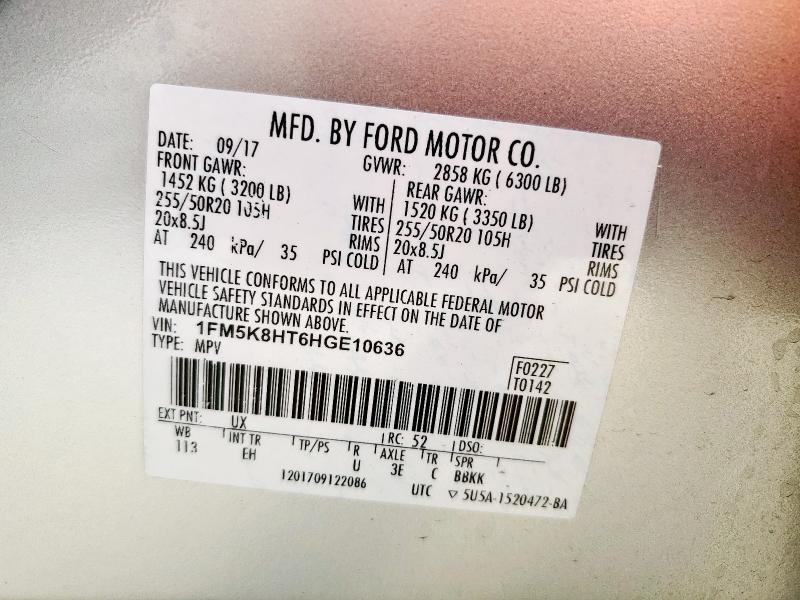 MFD. BY FORD MOTOR CO.
DATE: 09/17 GVWR: 2858 KG ( 6300 LB)
FRONT GAWR: REAR GAWR:
1452 KG ( 3200 LB) WITH 1520 KG ( 3350 LB) WITH
255/50R20 105H TIRES 255/50R20 105H TIRES
20x8.5J RIMS 20x8.5J RIMS
AT 240 kPa/ 35 PSI COLD AT 240 kPa/ 35 PSI COLD
THIS VEHICLE CONFORMS TO ALL APPLICABLE FEDERAL MOTOR
VEHICLE SAFETY STANDARDS IN EFFECT ON THE DATE OF
MANUFACTURE SHOWN ABOVE.
VIN: 1FM5K8HT6HGE10636
TYPE: MPV
F0227
T0142
EXT PNT: UX RC: 52 DSO:
WB INT TR TP/PS R AXLE TR SPR
113 EH U 3E C BBKK
1201709122086 UTC ▽ 5U5A-1520472-BA